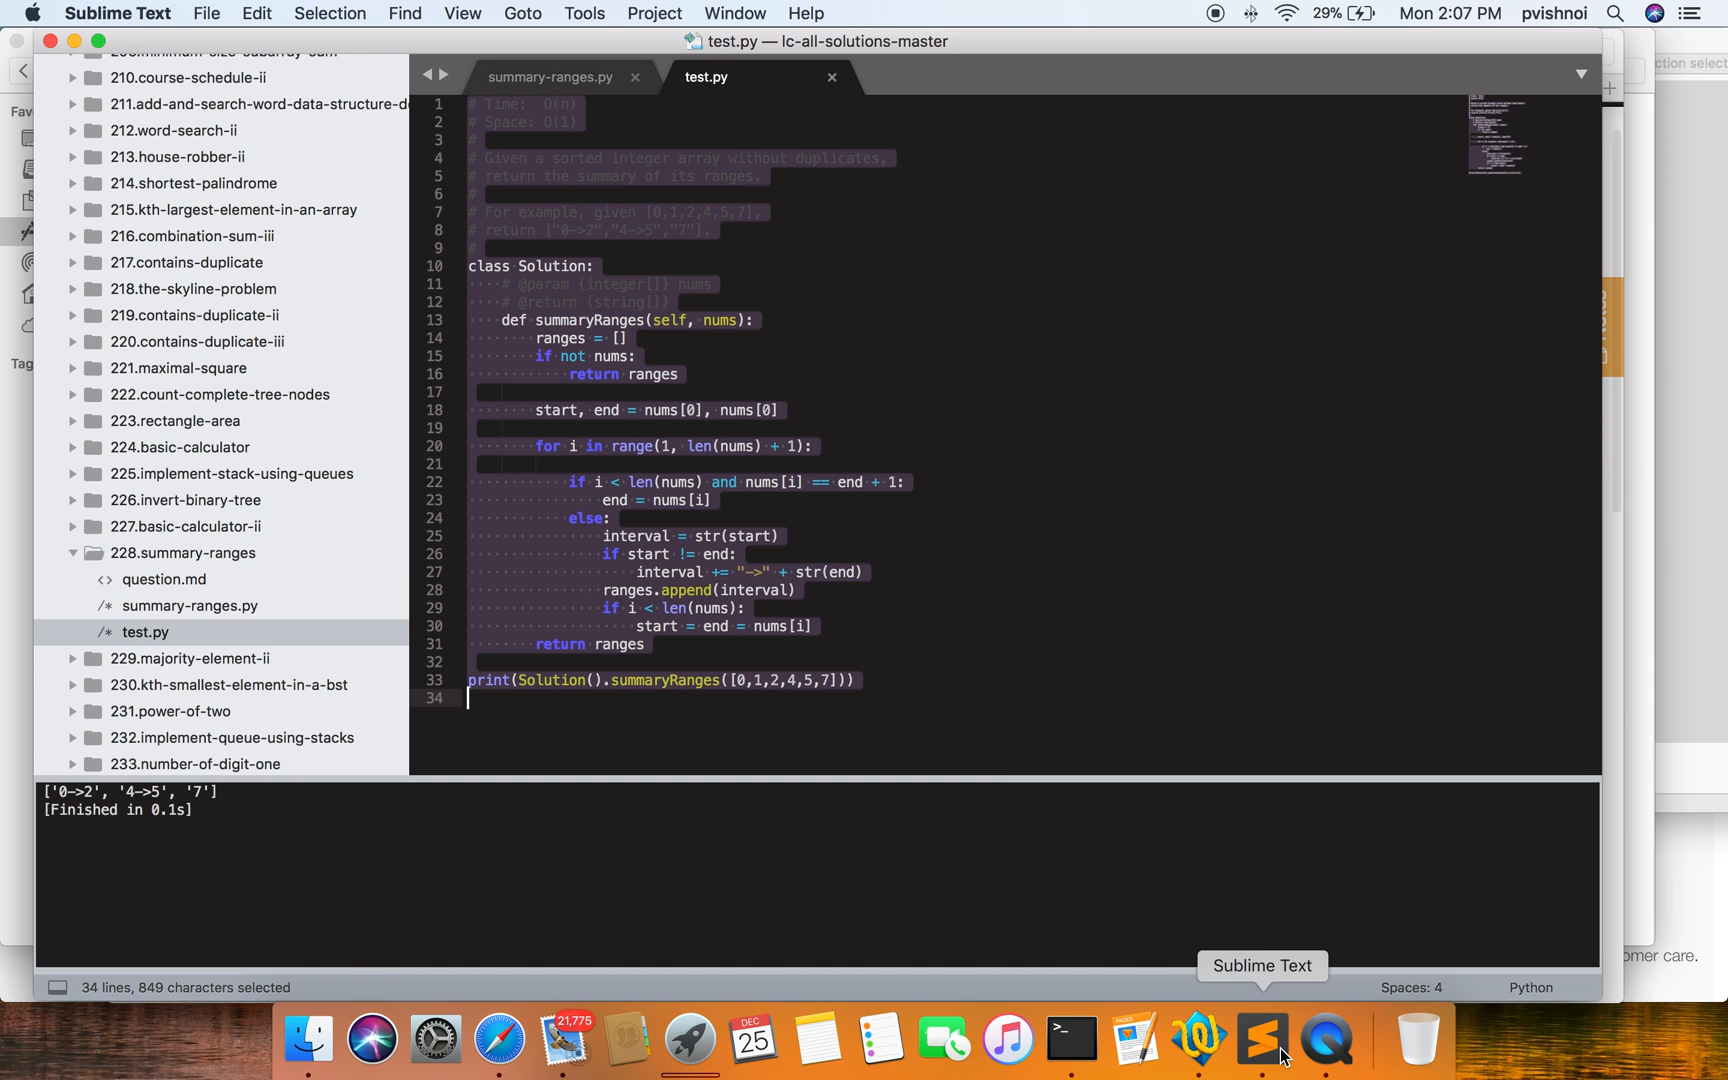 Sublime Text File Edit Selection Find View Goto Tools Project Window Help 29% Mon 2:07 PM pvishnoi
test.py — lc-all-solutions-master
ction select
summary-ranges.py ×
test.py ×
Fav
Tag
210.course-schedule-ii
211.add-and-search-word-data-structure-d
212.word-search-ii
213.house-robber-ii
214.shortest-palindrome
215.kth-largest-element-in-an-array
216.combination-sum-iii
217.contains-duplicate
218.the-skyline-problem
219.contains-duplicate-ii
220.contains-duplicate-iii
221.maximal-square
222.count-complete-tree-nodes
223.rectangle-area
224.basic-calculator
225.implement-stack-using-queues
226.invert-binary-tree
227.basic-calculator-ii
228.summary-ranges
<> question.md
/* summary-ranges.py
/* test.py
229.majority-element-ii
230.kth-smallest-element-in-a-bst
231.power-of-two
232.implement-queue-using-stacks
233.number-of-digit-one
1 # Time:  O(n)
2 # Space: O(1)
3 #
4 # Given a sorted integer array without duplicates,
5 # return the summary of its ranges.
6 #
7 # For example, given [0,1,2,4,5,7],
8 # return ["0->2","4->5","7"].
9 #
10 class Solution:
11     # @param {integer[]} nums
12     # @return {string[]}
13     def summaryRanges(self, nums):
14         ranges = []
15         if not nums:
16             return ranges
17
18         start, end = nums[0], nums[0]
19
20         for i in range(1, len(nums) + 1):
21
22             if i < len(nums) and nums[i] == end + 1:
23                 end = nums[i]
24             else:
25                 interval = str(start)
26                 if start != end:
27                     interval += "->" + str(end)
28                 ranges.append(interval)
29                 if i < len(nums):
30                     start = end = nums[i]
31         return ranges
32
33 print(Solution().summaryRanges([0,1,2,4,5,7]))
34
['0->2', '4->5', '7']
[Finished in 0.1s]
omer care.
Sublime Text
34 lines, 849 characters selected Spaces: 4 Python
21,775
DEC
25